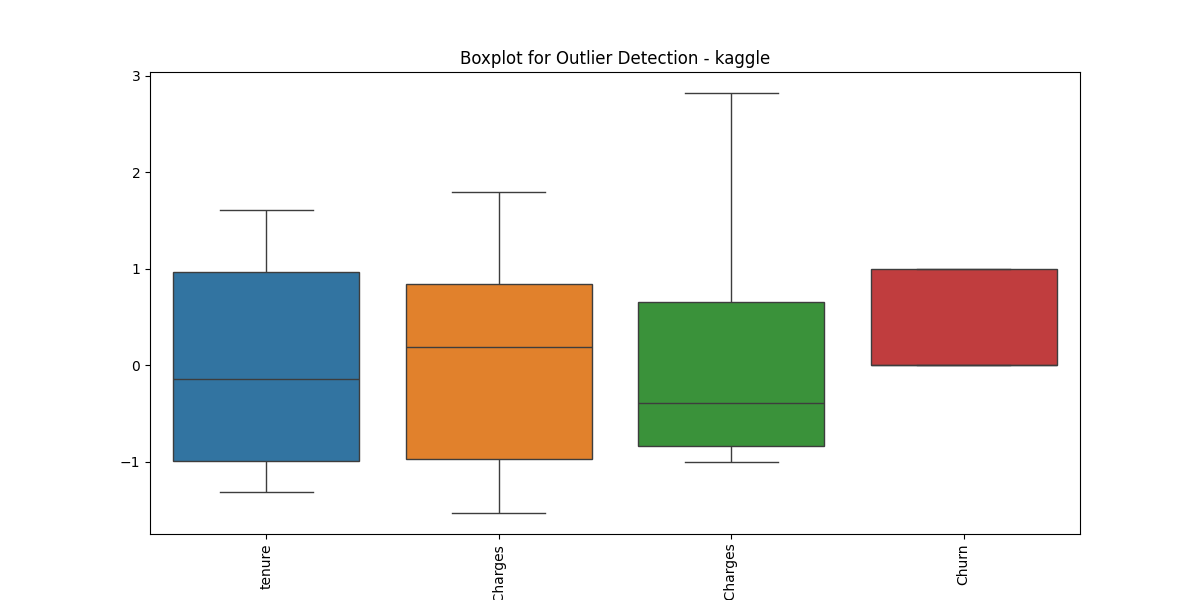 Boxplot for Outlier Detection - kaggle
3
2
1
0
−1
tenure
Charges
Charges
Churn